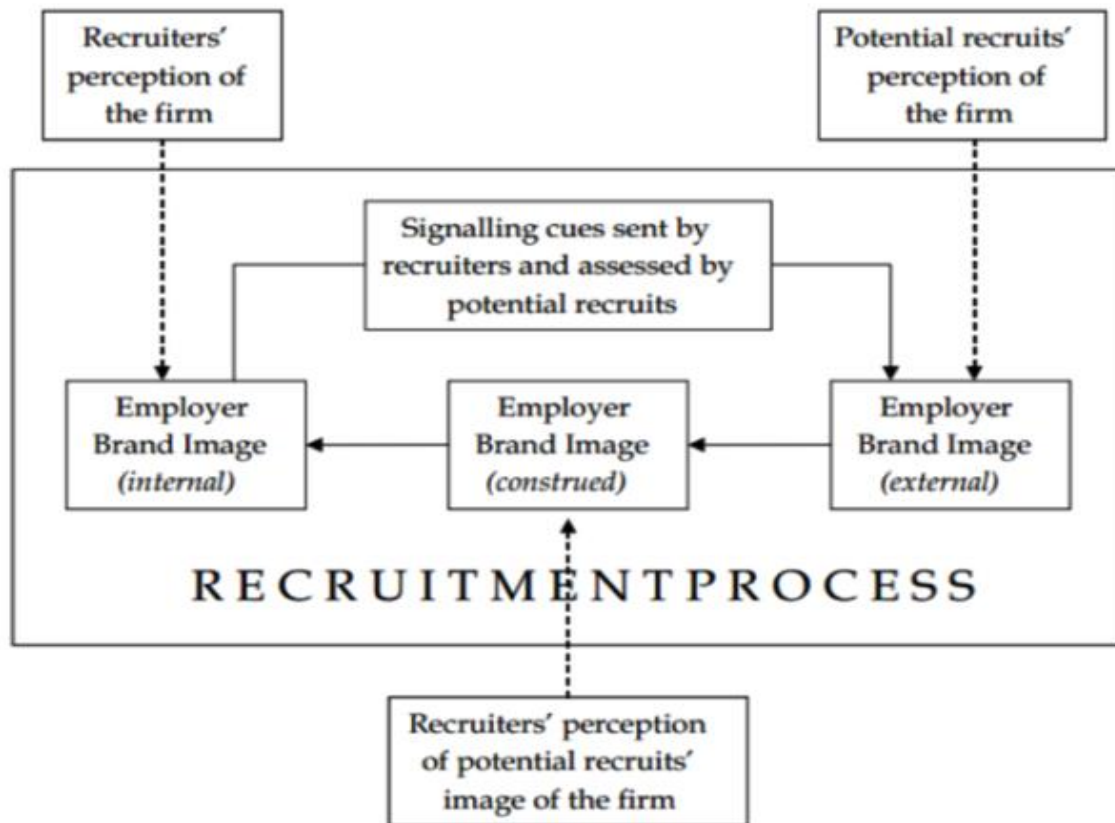 Recruiters'
perception of
the firm
Potential recruits'
perception of
the firm
Signalling cues sent by
recruiters and assessed by
potential recruits
Employer
Brand Image
(internal)
Employer
Brand Image
(construed)
Employer
Brand Image
(external)
RECRUITMENTPROCESS
Recruiters' perception
of potential recruits'
image of the firm